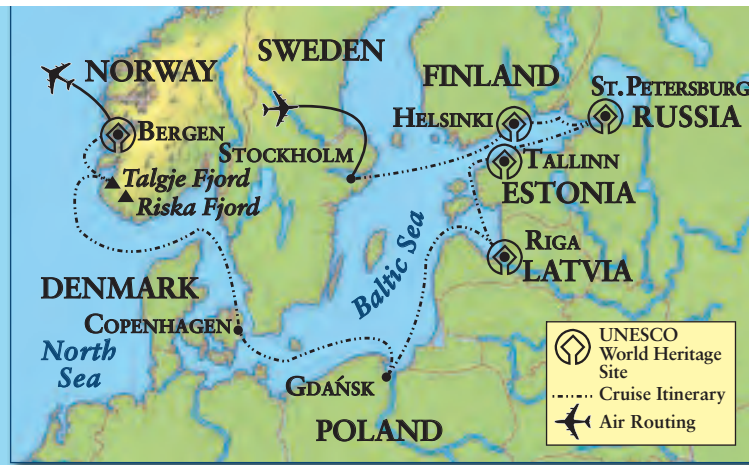 SWEDEN
NORWAY
FINLAND
ST. PETERSBURG
RUSSIA
HELSINKI
BERGEN
STOCKHOLM
TALLINN
ESTONIA
Talgje Fjord
Riska Fjord
Baltic Sea
RIGA
LATVIA
DENMARK
COPENHAGEN
North
Sea
GDAŃSK
POLAND
UNESCO
World Heritage
Site
Cruise Itinerary
Air Routing